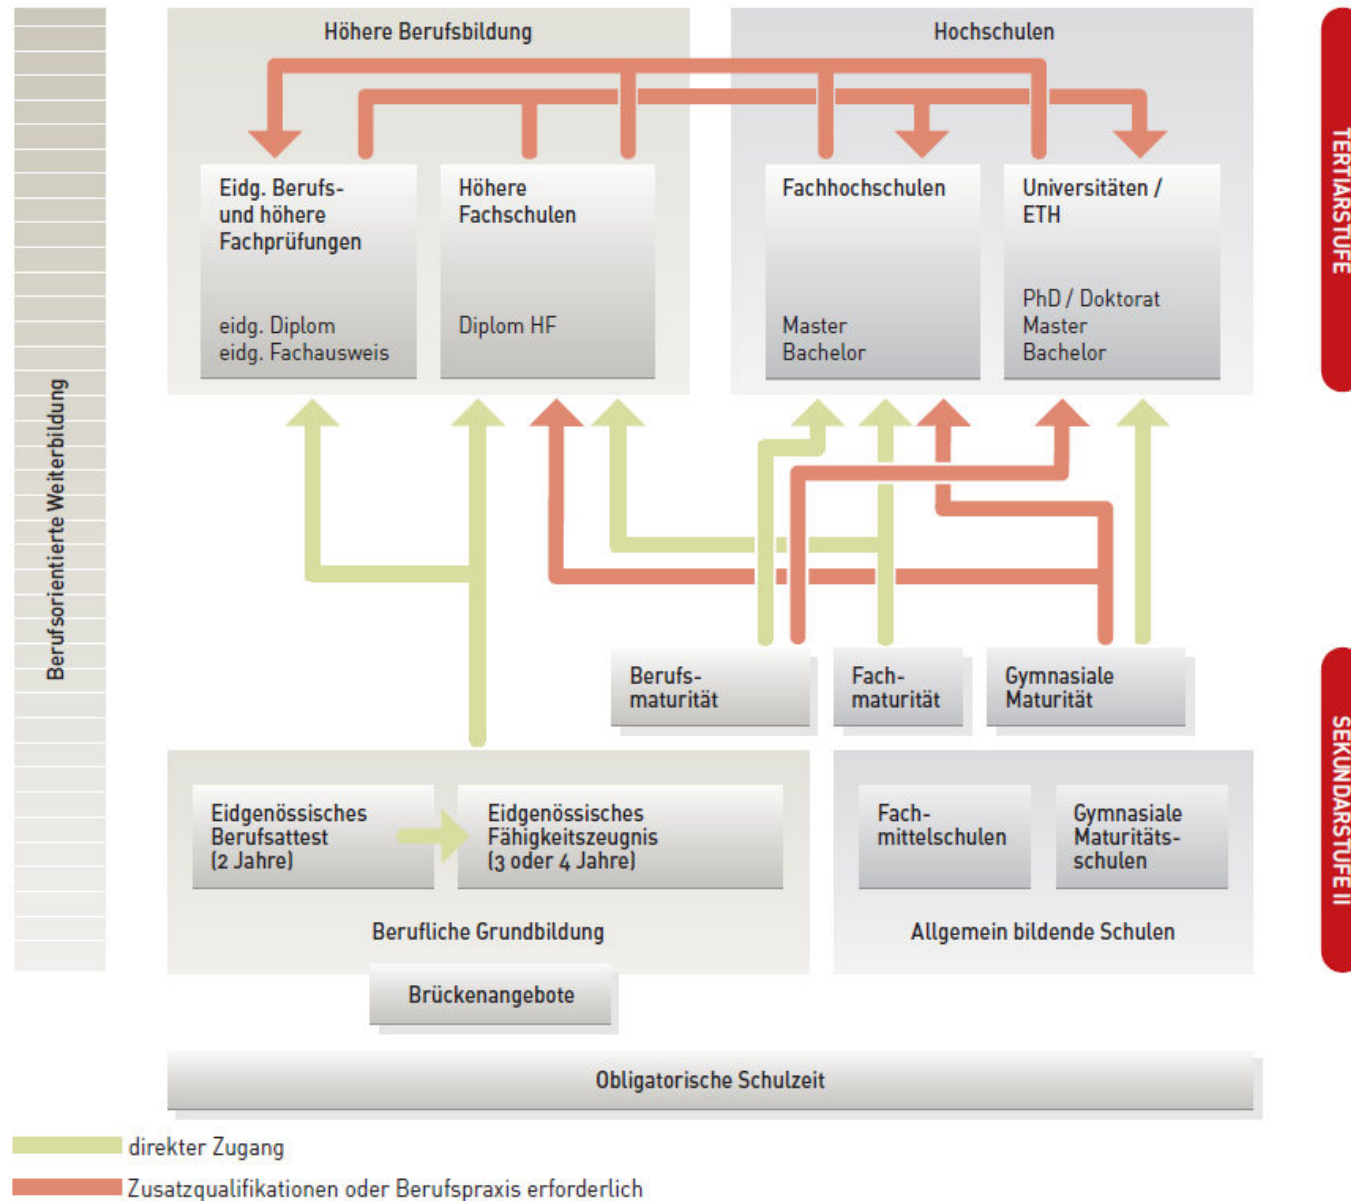 Höhere Berufsbildung
Hochschulen
Eidg. Berufs-
und höhere
Fachprüfungen
eidg. Diplom
eidg. Fachausweis
Höhere
Fachschulen
Diplom HF
Fachhochschulen
Master
Bachelor
Universitäten /
ETH
PhD / Doktorat
Master
Bachelor
TERTIÄRSTUFE
Berufsorientierte Weiterbildung
Berufs-
maturität
Fach-
maturität
Gymnasiale
Maturität
SEKUNDARSTUFE II
Eidgenössisches
Berufsattest
(2 Jahre)
Eidgenössisches
Fähigkeitszeugnis
(3 oder 4 Jahre)
Berufliche Grundbildung
Fach-
mittelschulen
Gymnasiale
Maturitäts-
schulen
Allgemein bildende Schulen
Brückenangebote
Obligatorische Schulzeit
direkter Zugang
Zusatzqualifikationen oder Berufspraxis erforderlich